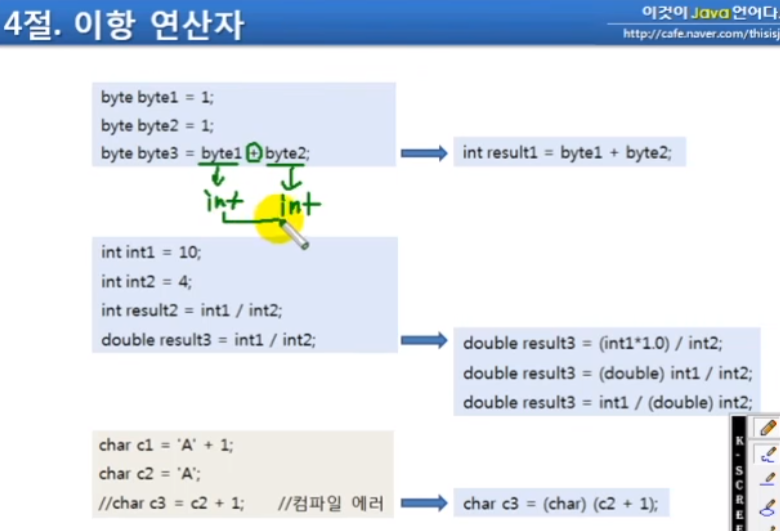 4절. 이항 연산자
이것이 Java 언어다.
http://cafe.naver.com/thisisj
byte byte1 = 1;
byte byte2 = 1;
byte byte3 = byte1 + byte2;
int result1 = byte1 + byte2;
int int
int int1 = 10;
int int2 = 4;
int result2 = int1 / int2;
double result3 = int1 / int2;
double result3 = (int1*1.0) / int2;
double result3 = (double) int1 / int2;
double result3 = int1 / (double) int2;
char c1 = 'A' + 1;
char c2 = 'A';
//char c3 = c2 + 1; //컴파일 에러
char c3 = (char) (c2 + 1);
K-SCREE